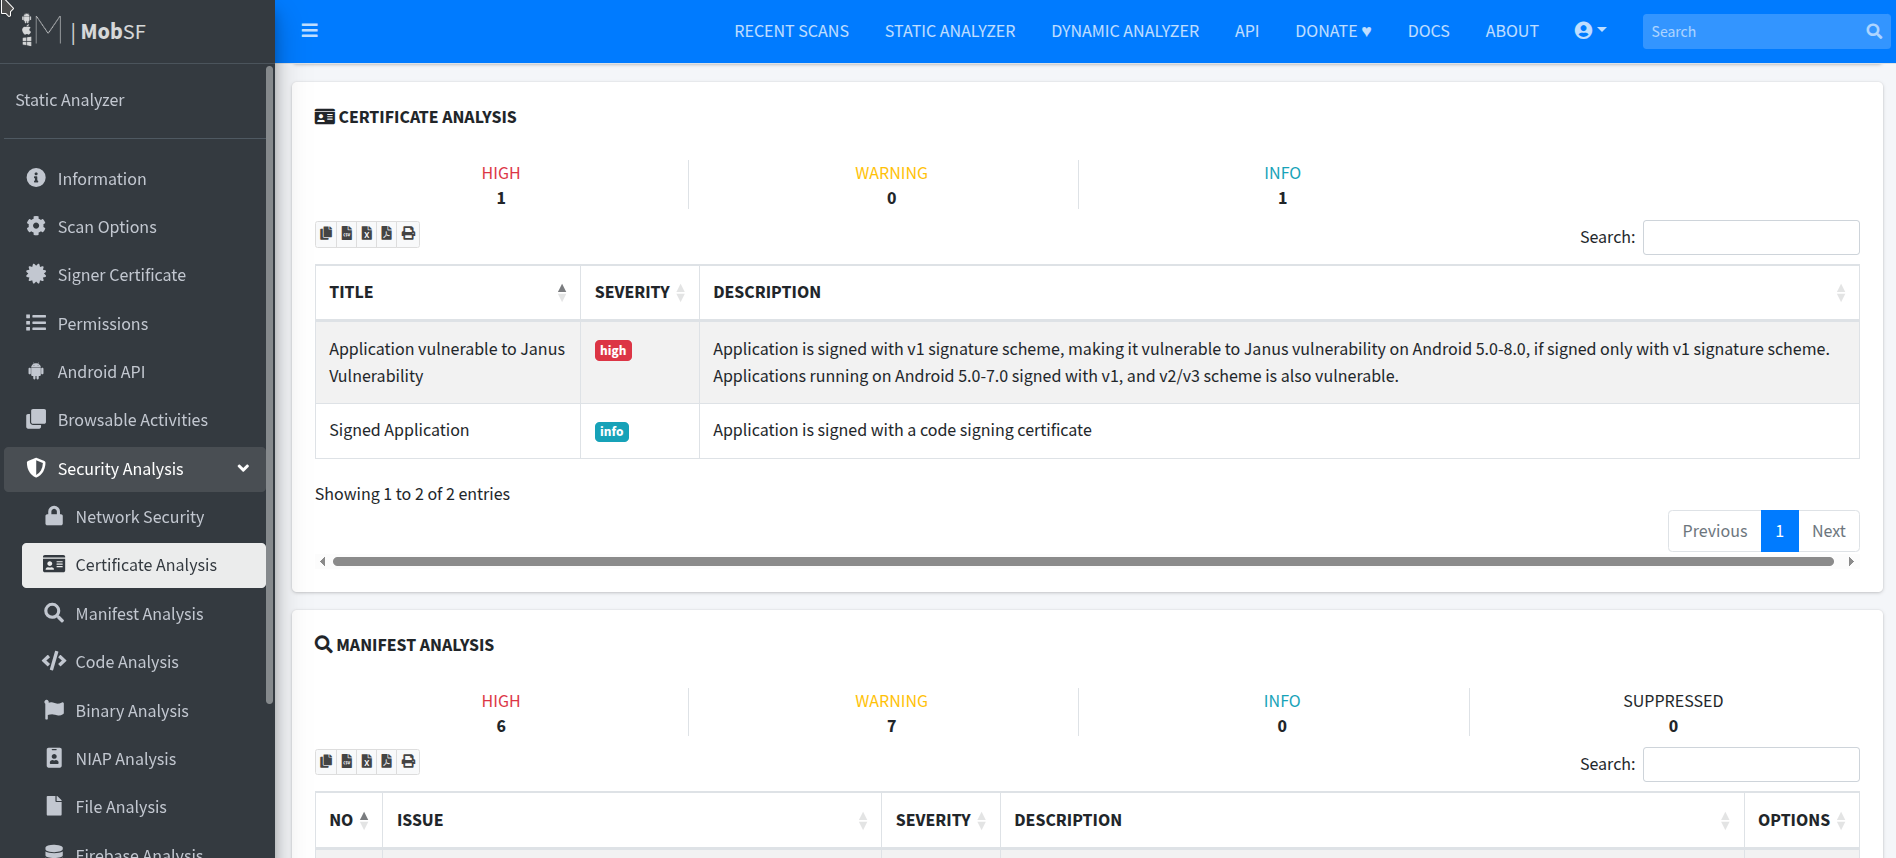 | MobSF
RECENT SCANS
STATIC ANALYZER
DYNAMIC ANALYZER
API
DONATE ♥
DOCS
ABOUT
Search
Static Analyzer
Information
Scan Options
Signer Certificate
Permissions
Android API
Browsable Activities
Security Analysis
Network Security
Certificate Analysis
Manifest Analysis
Code Analysis
Binary Analysis
NIAP Analysis
File Analysis
Firebase Analysis
CERTIFICATE ANALYSIS
HIGH
1
WARNING
0
INFO
1
Search:
TITLE
SEVERITY
DESCRIPTION
Application vulnerable to Janus
Vulnerability
high
Application is signed with v1 signature scheme, making it vulnerable to Janus vulnerability on Android 5.0-8.0, if signed only with v1 signature scheme.
Applications running on Android 5.0-7.0 signed with v1, and v2/v3 scheme is also vulnerable.
Signed Application
info
Application is signed with a code signing certificate
Showing 1 to 2 of 2 entries
Previous
1
Next
MANIFEST ANALYSIS
HIGH
6
WARNING
7
INFO
0
SUPPRESSED
0
Search:
NO
ISSUE
SEVERITY
DESCRIPTION
OPTIONS